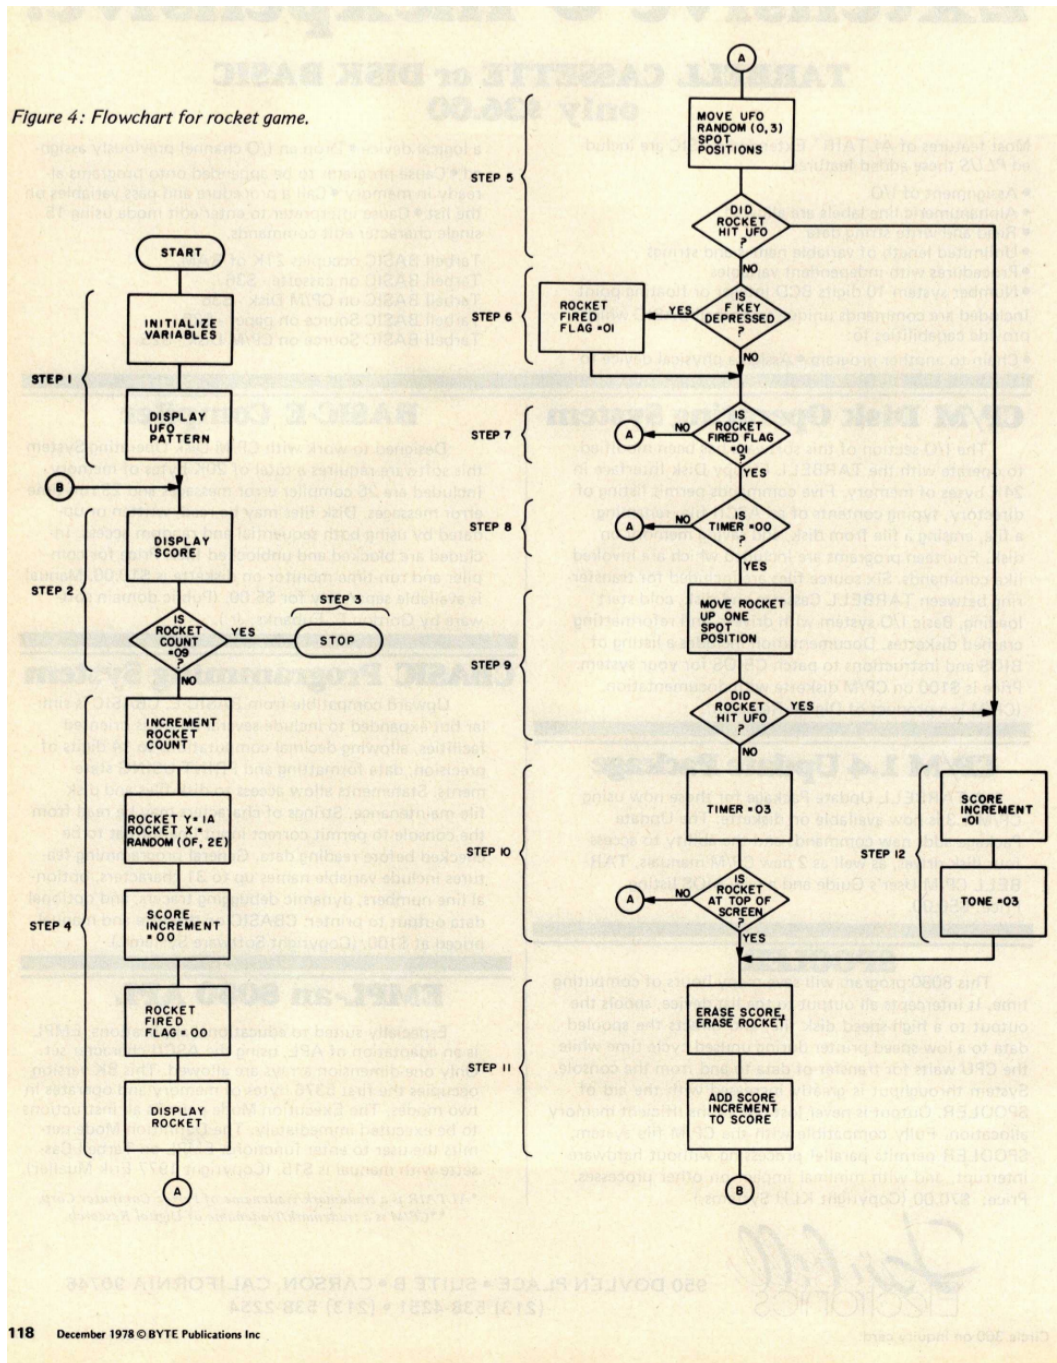 Figure 4: Flowchart for rocket game.
START
STEP 1
INITIALIZE
VARIABLE
DISPLAY
UFO
PATTERN
B
STEP 2
DISPLAY
SCORE
IS
ROCKET
COUNT
=09
?
YES
STEP 3
STOP
NO
STEP 4
INCREMENT
ROCKET
COUNT
ROCKET Y= 1A
ROCKET X =
RANDOM (0F, 2E)
SCORE
INCREMENT
= 00
ROCKET
FIRED
FLAG = 00
DISPLAY
ROCKET
A
A
STEP 5
MOVE UFO
RANDOM (0,3)
SPOT
POSITIONS
DID
ROCKET
HIT UFO
?
NO
STEP 6
IS
F KEY
DEPRESSED
?
YES
ROCKET
FIRED
FLAG =01
NO
STEP 7
IS
ROCKET
FIRED FLAG
=01
?
NO
A
YES
STEP 8
IS
TIMER =00
?
NO
A
YES
STEP 9
MOVE ROCKET
UP ONE
SPOT
POSITION
DID
ROCKET
HIT UFO
?
YES
NO
STEP 10
TIMER = 03
IS
ROCKET
AT TOP OF
SCREEN
?
NO
A
YES
STEP 12
SCORE
INCREMENT
=01
TONE =03
STEP 11
ERASE SCORE,
ERASE ROCKET
ADD SCORE
INCREMENT
TO SCORE
B
118 December 1978 © BYTE Publications Inc